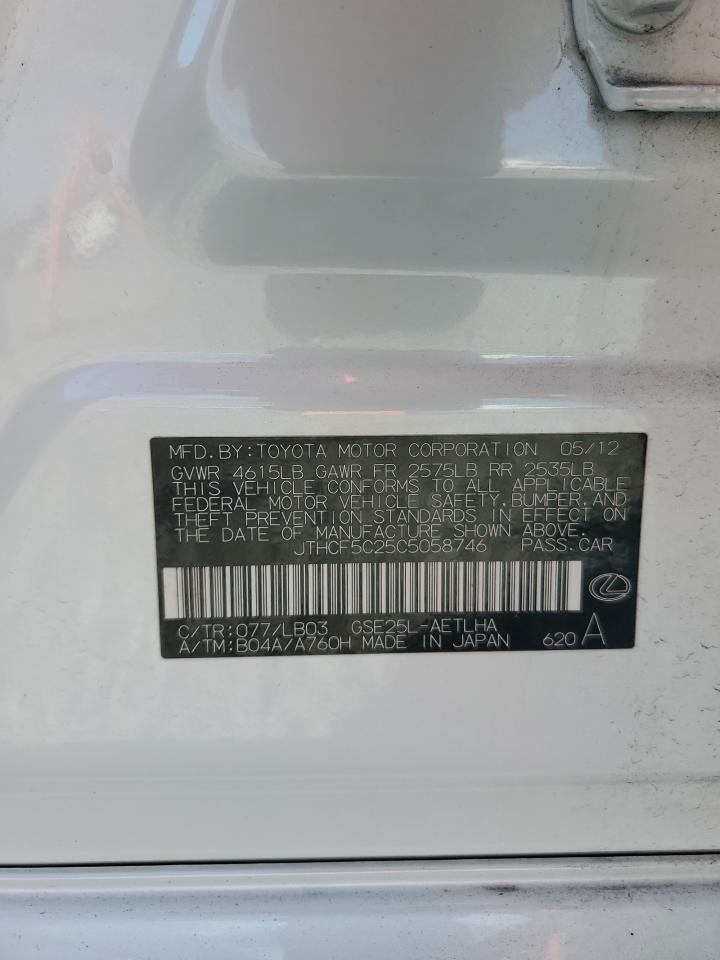 MFD.BY:TOYOTA MOTOR CORPORATION 05/12
GVWR 4615LB GAWR FR 2575LB RR 2535LB
THIS VEHICLE CONFORMS TO ALL APPLICABLE
FEDERAL MOTOR VEHICLE SAFETY,BUMPER,AND
THEFT PREVENTION STANDARDS IN EFFECT ON
THE DATE OF MANUFACTURE SHOWN ABOVE.
JTHCF5C25C5058746 PASS.CAR
C/TR:077/LB03 GSE25L-AETLHA
A/TM:B04A/A760H MADE IN JAPAN 620 A